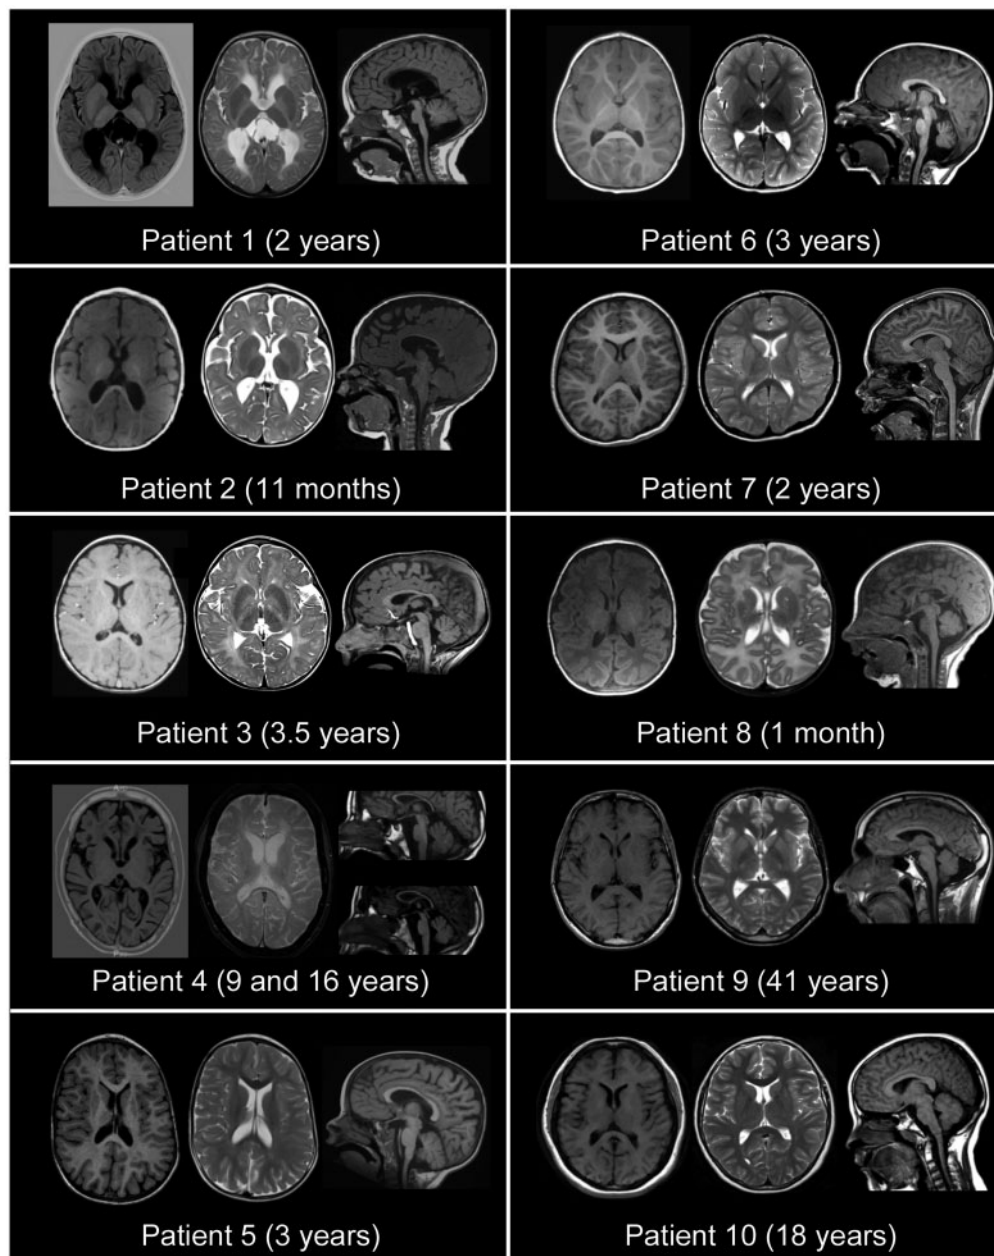 Patient 1 (2 years)
Patient 6 (3 years)
Patient 2 (11 months)
Patient 7 (2 years)
Patient 3 (3.5 years)
Patient 8 (1 month)
Patient 4 (9 and 16 years)
Patient 9 (41 years)
Patient 5 (3 years)
Patient 10 (18 years)